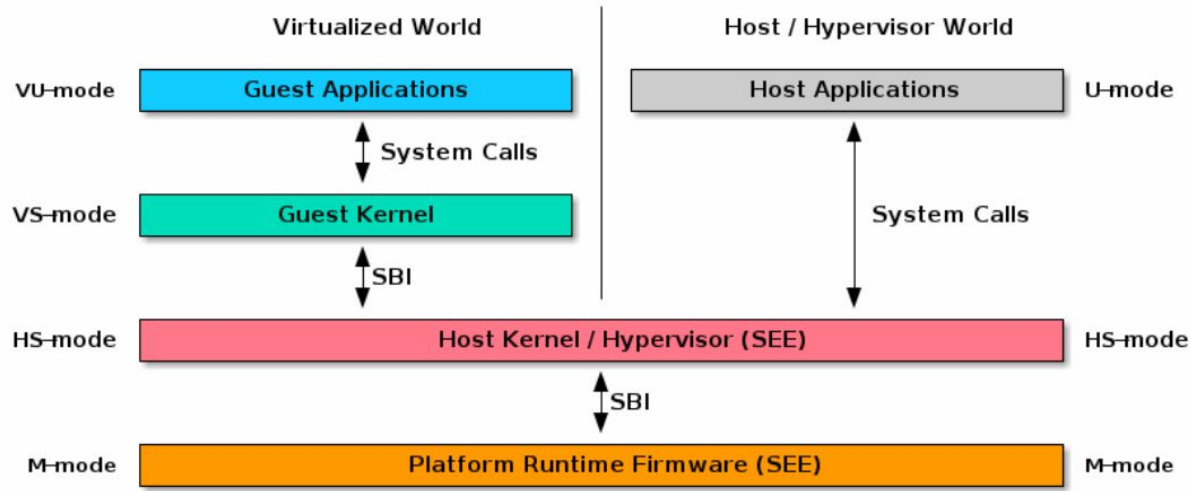 Virtualized World
Host / Hypervisor World
VU-mode
Guest Applications
Host Applications
U-mode
System Calls
VS-mode
Guest Kernel
System Calls
SBI
HS-mode
Host Kernel / Hypervisor (SEE)
HS-mode
SBI
M-mode
Platform Runtime Firmware (SEE)
M-mode